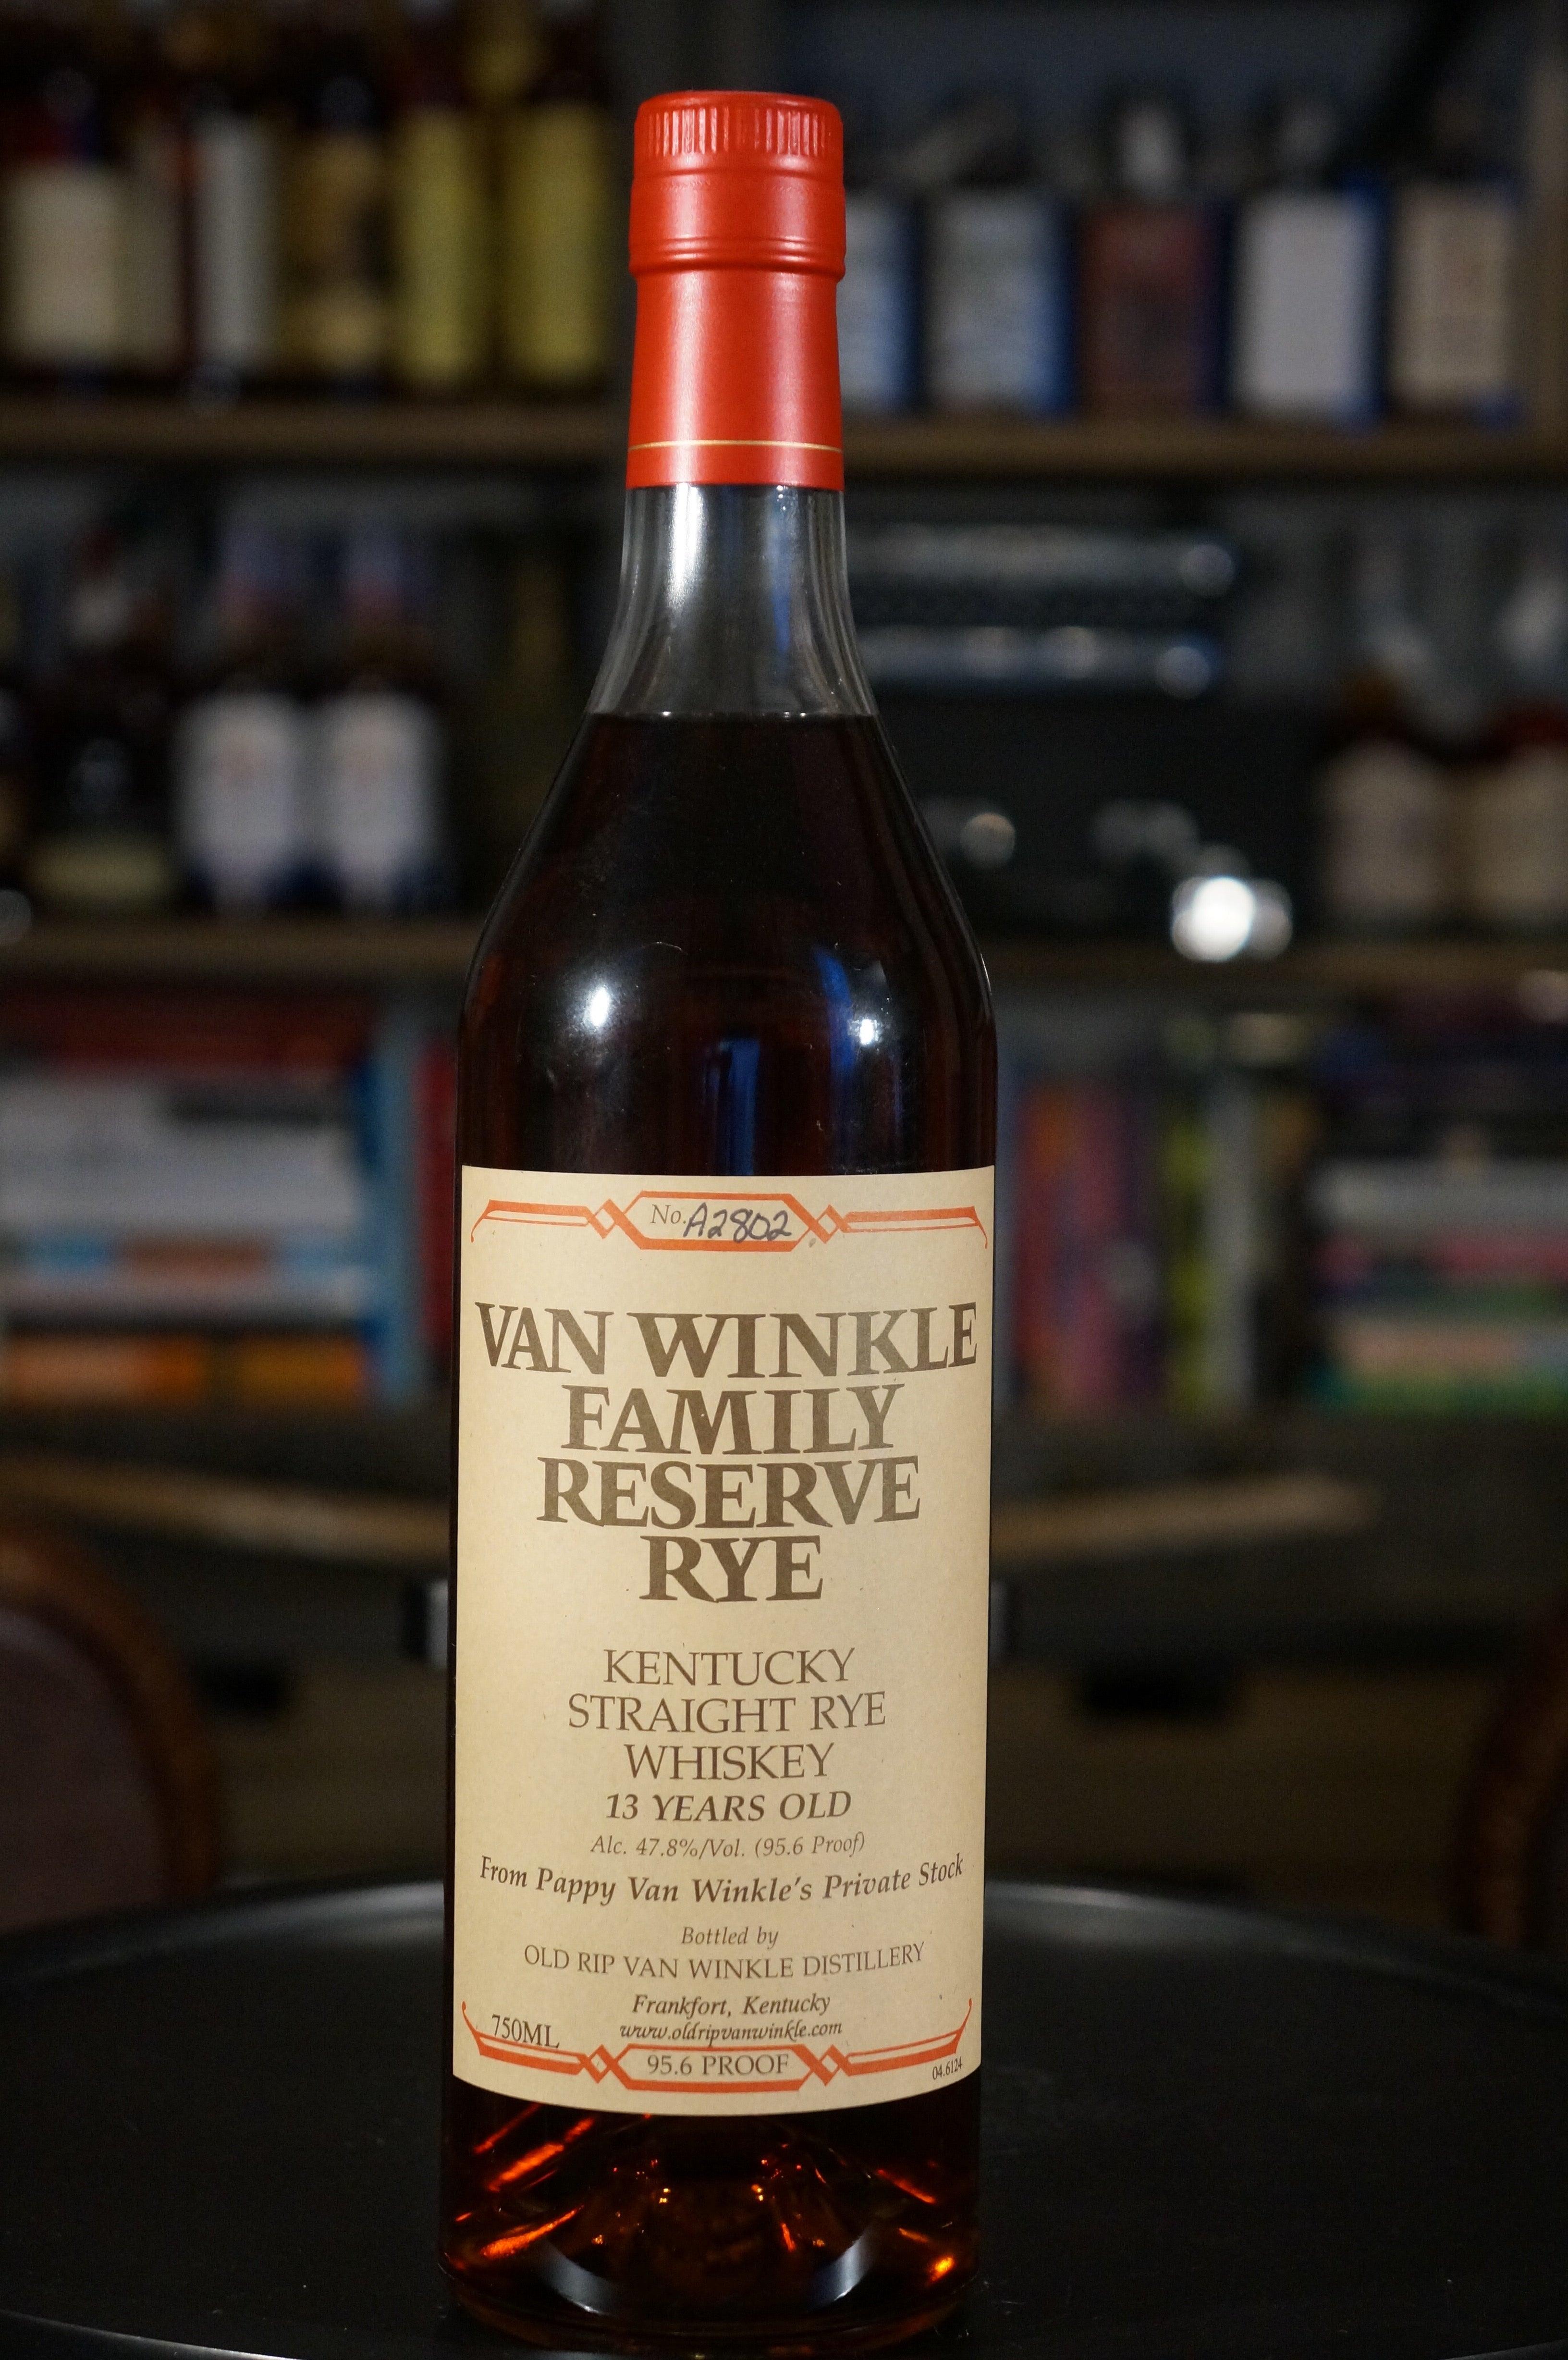 No. A2802
VAN WINKLE
FAMILY
RESERVE
RYE
KENTUCKY
STRAIGHT RYE
WHISKEY
13 YEARS OLD
Alc. 47.8%/Vol. (95.6 Proof)
From Pappy Van Winkle's Private Stock
Bottled by
OLD RIP VAN WINKLE DISTILLERY
Frankfort, Kentucky
750ML
www.oldripvanwinkle.com
95.6 PROOF
04.6124